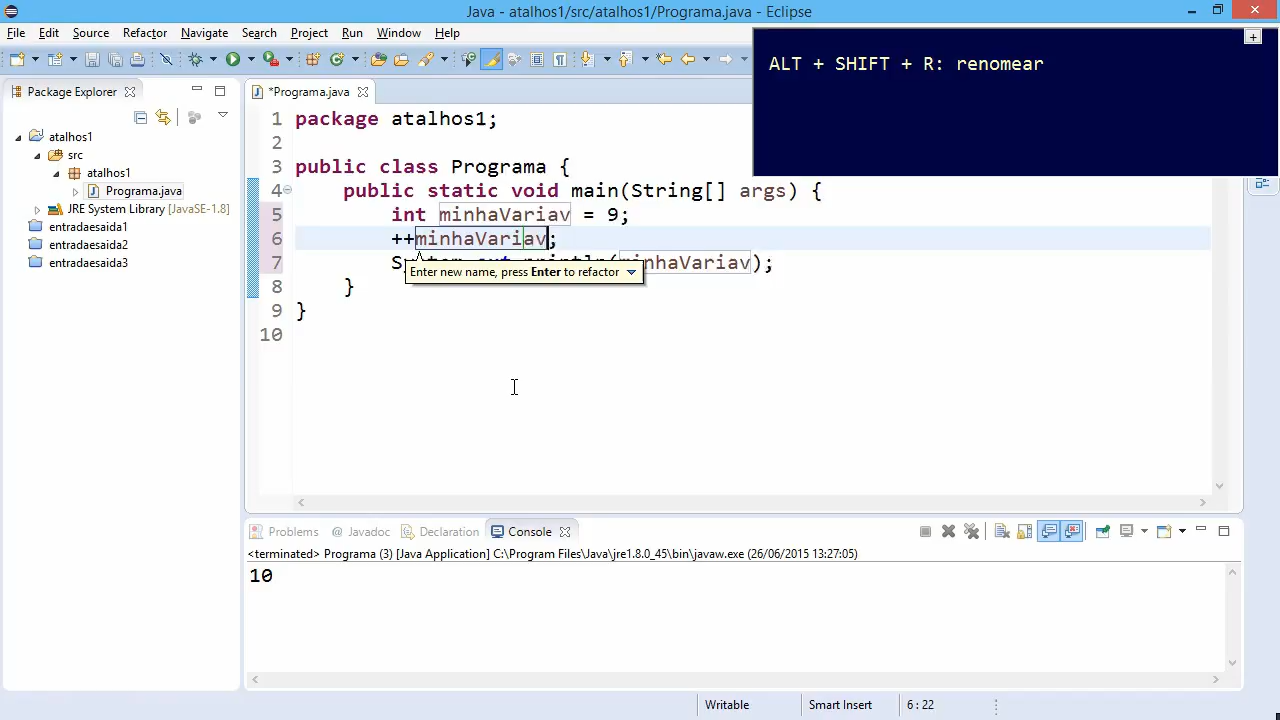 Java - atalhos1/src/atalhos1/Programa.java - Eclipse
File Edit Source Refactor Navigate Search Project Run Window Help
ALT + SHIFT + R: renomear
Package Explorer
*Programa.java
atalhos1
src
atalhos1
Programa.java
JRE System Library [JavaSE-1.8]
entradaesaida1
entradaesaida2
entradaesaida3
1 package atalhos1;
2
3 public class Programa {
4 public static void main(String[] args) {
5 int minhaVariav = 9;
6 ++minhaVariav;
7 System.out.println(minhaVariav);
Enter new name, press Enter to refactor
8 }
9 }
10
Problems @ Javadoc Declaration Console
<terminated> Programa (3) [Java Application] C:\Program Files\Java\jre1.8.0_45\bin\javaw.exe (26/06/2015 13:27:05)
10
Writable Smart Insert 6 : 22